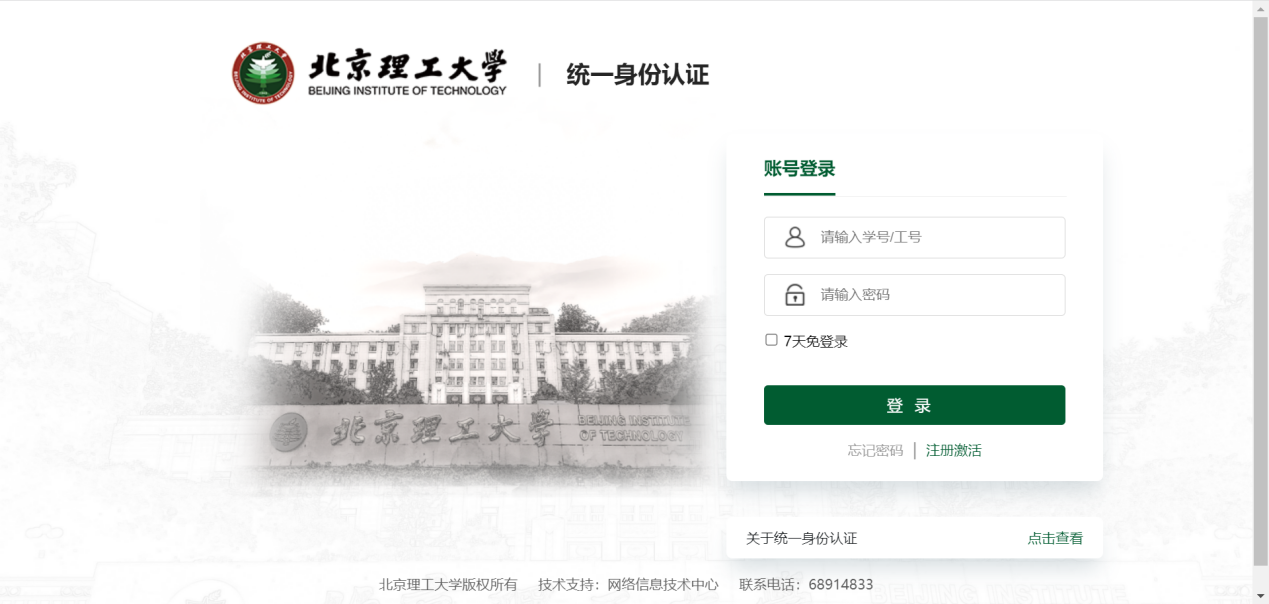 北京理工大学
BEIJING INSTITUTE OF TECHNOLOGY
统一身份认证
账号登录
请输入学号/工号
请输入密码
7天免登录
登 录
忘记密码 | 注册激活
北京理工大学
BEIJING INSTITUTE
OF TECHNOLOGY
关于统一身份认证 点击查看
北京理工大学版权所有 技术支持：网络信息技术中心 联系电话：68914833